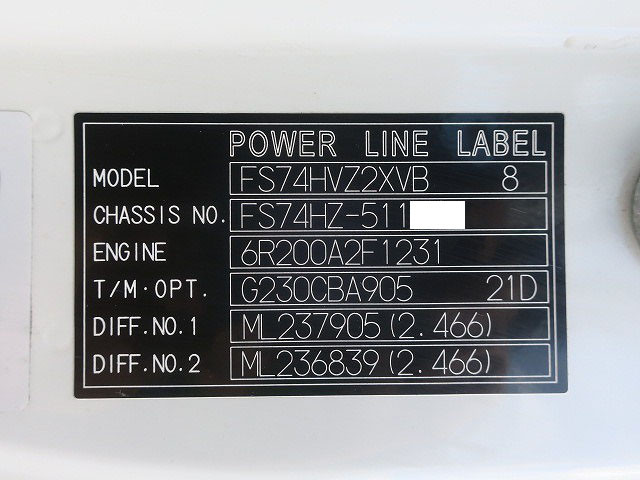 POWER LINE LABEL
MODEL FS74HVZ2XVB 8
CHASSIS NO. FS74HZ-511
ENGINE 6R200A2F1231
T/M·OPT. G230CBA905 21D
DIFF.NO.1 ML237905(2.466)
DIFF.NO.2 ML236839(2.466)